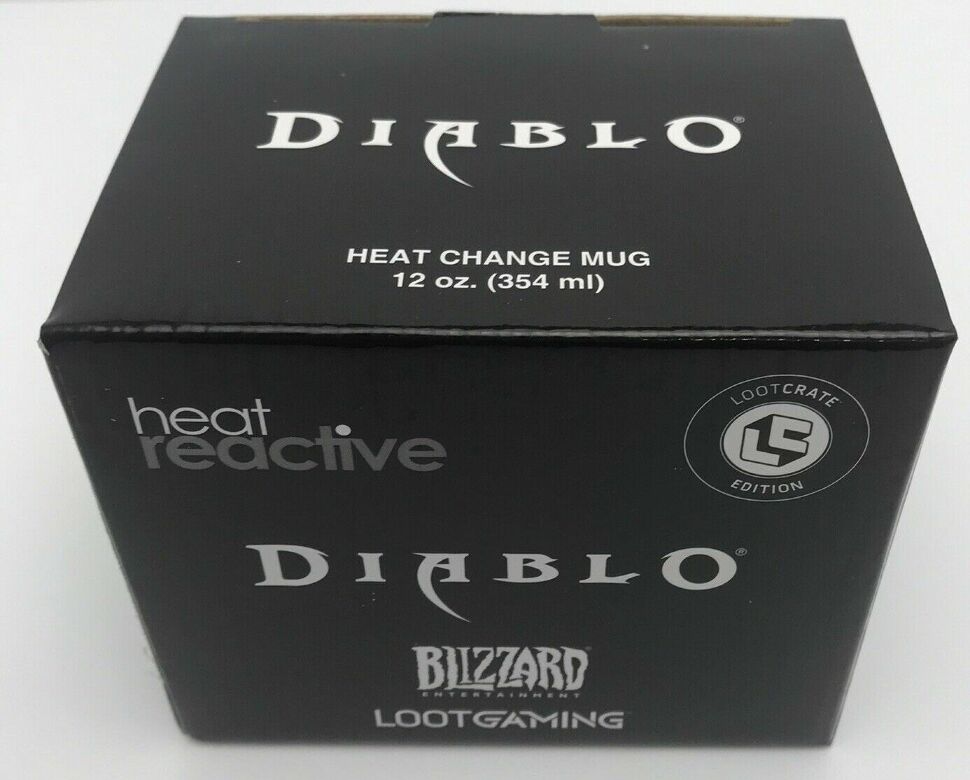 DIABLO®
HEAT CHANGE MUG
12 oz. (354 ml)
heat
reactive
LOOTCRATE
LC
EDITION
DIABLO®
BLIZZARD
ENTERTAINMENT
LOOTGAMING